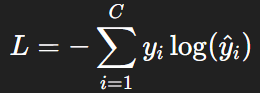 L = -\sum_{i=1}^{C} y_i \log(\hat{y}_i)